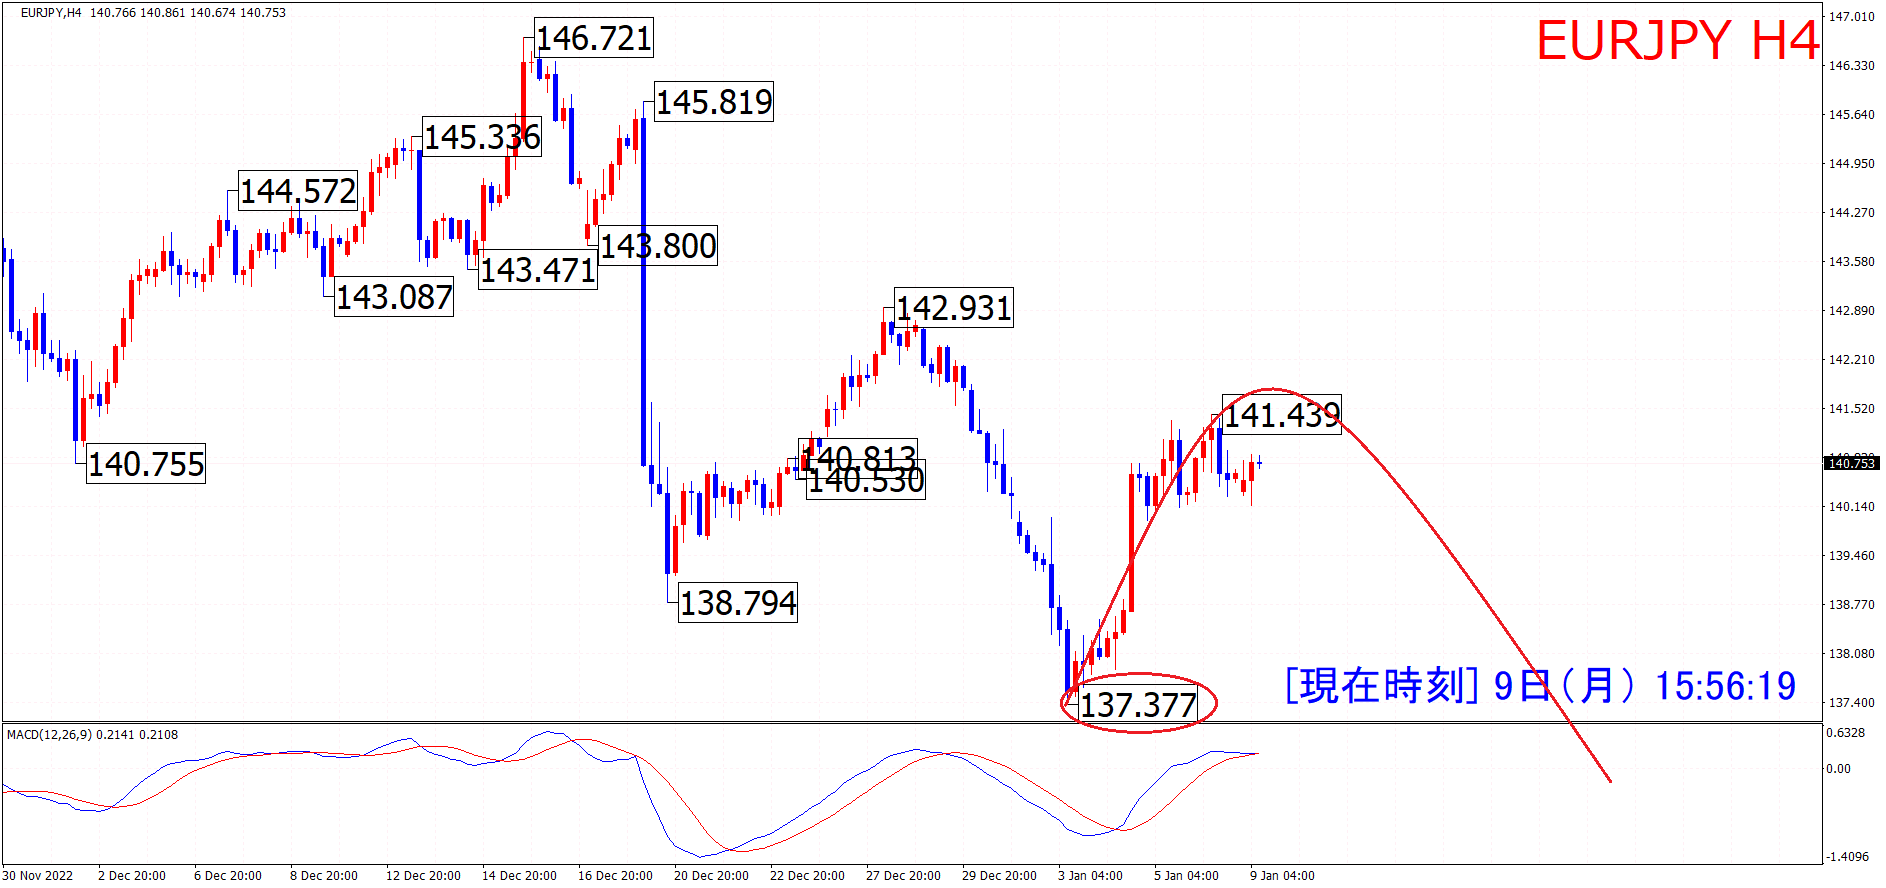 EURJPY,H4 140.766 140.861 140.674 140.753
EURJPY H4
146.721
145.819
145.336
144.572
143.800
143.471
143.087
142.931
141.439
140.755
140.813
140.530
138.794
137.377
[現在時刻] 9日(月) 15:56:19
147.010
146.330
145.640
144.950
144.270
143.580
142.890
142.210
141.520
140.753
140.140
139.460
138.770
138.080
137.400
MACD(12,26,9) 0.2141 0.2108
0.6328
0.00
-1.4096
30 Nov 2022
2 Dec 20:00
6 Dec 20:00
8 Dec 20:00
12 Dec 20:00
14 Dec 20:00
16 Dec 20:00
20 Dec 20:00
22 Dec 20:00
27 Dec 20:00
29 Dec 20:00
3 Jan 04:00
5 Jan 04:00
9 Jan 04:00